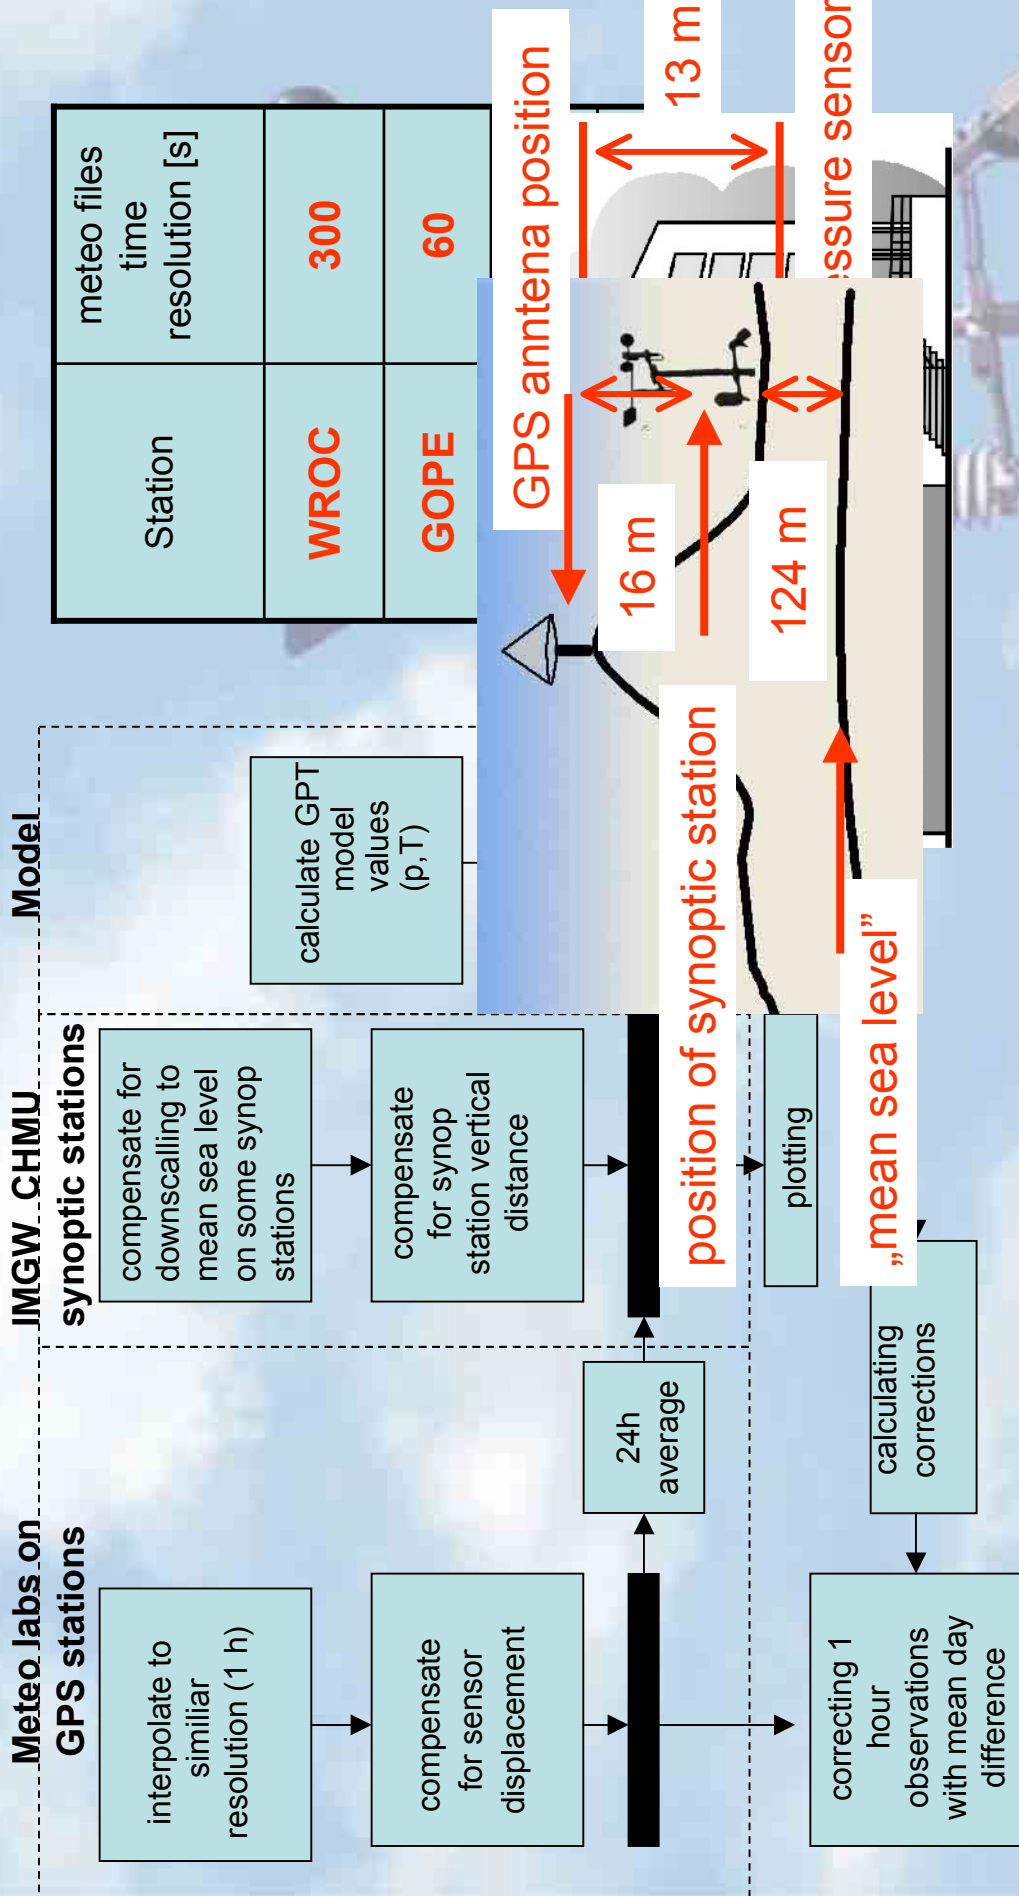 Meteo labs on
GPS stations
IMGW CHMU
synoptic stations
Model
interpolate to
similiar
resolution (1 h)
compensate
for sensor
displacement
24h
average
correcting 1
hour
observations
with mean day
difference
calculating
corrections
compensate for
downscalling to
mean sea level
on some synop
stations
compensate
for synop
station vertical
distance
plotting
calculate GPT
model
values
(p,T)
Station
meteo files
time
resolution [s]
WROC
300
GOPE
60
GPS anntena position
13 m
essure sensor
16 m
124 m
position of synoptic station
„mean sea level”